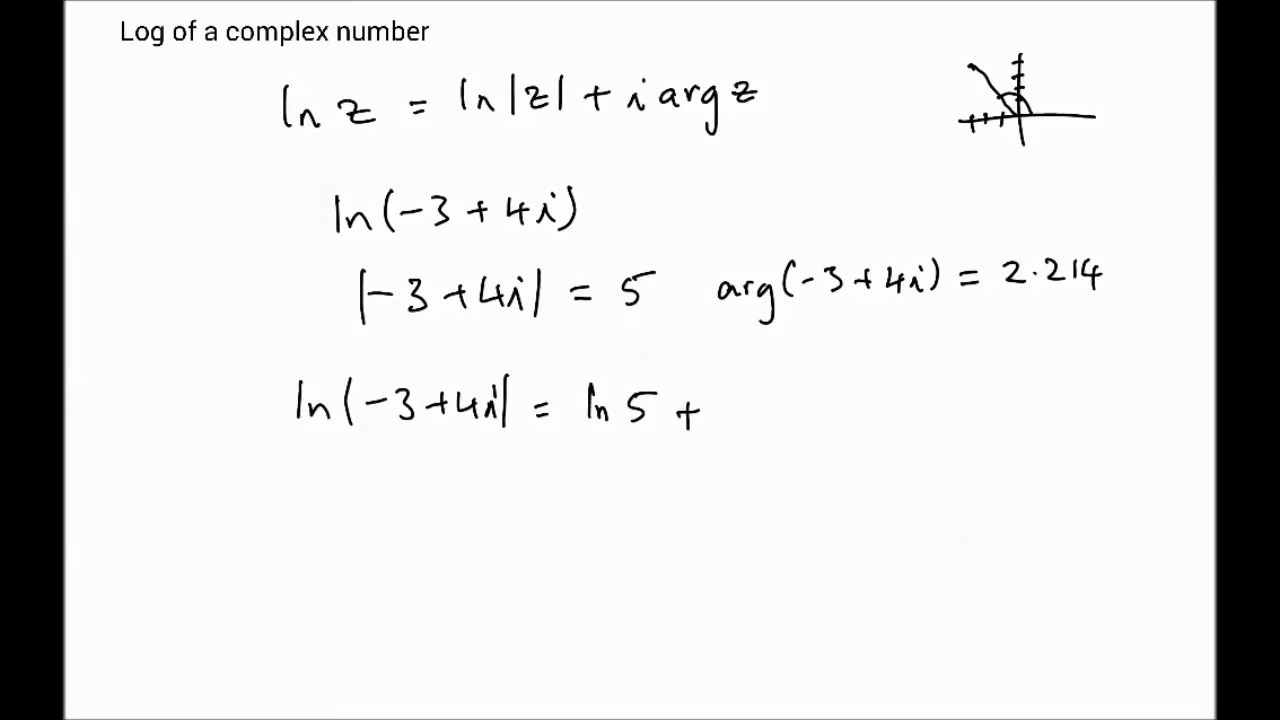 Log of a complex number
ln z = ln |z| + i arg z
ln(-3 + 4i)
|-3 + 4i| = 5 arg(-3 + 4i) = 2.214
ln(-3 + 4i| = ln 5 +